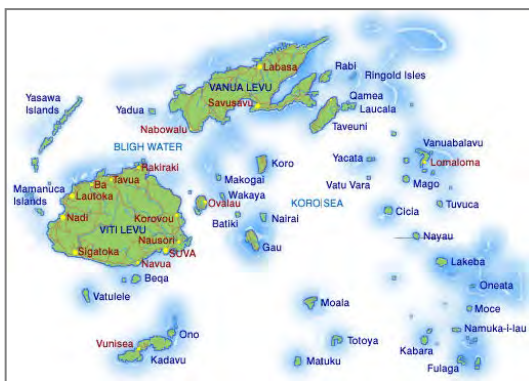 Labasa
Rabi
Ringold Isles
VANUA LEVU
Qamea
Yasawa
Islands
Savusavu
Laucala
Yadua
Taveuni
Nabowalu
Vanuabalavu
BLIGH WATER
Koro
Yacata
Lomaloma
Rakiraki
Makogai
Tavua
Ba
Vatu Vara
Mago
Mamanuca
Islands
Lautoka
Wakaya
Ovalau
KORO SEA
Tuvuca
Nadi
Korovou
Batiki
Nairai
Cicia
VITI LEVU
Nausori
Nayau
Sigatoka
SUVA
Gau
Navua
Lakeba
Beqa
Oneata
Vatulele
Moala
Moce
Ono
Namuka-i-lau
Vunisea
Totoya
Kabara
Kadavu
Matuku
Fulaga